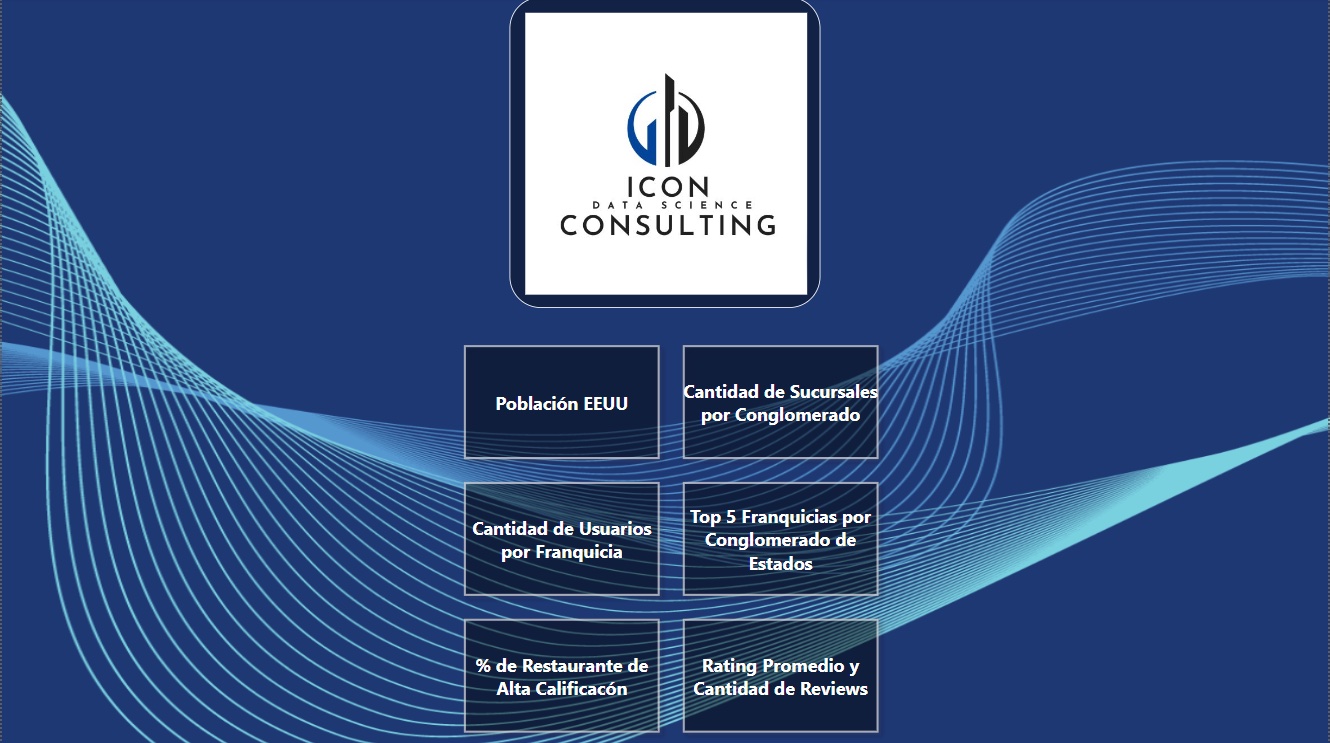 ICON
DATA SCIENCE
CONSULTING
Población EEUU
Cantidad de Sucursales
por Conglomerado
Cantidad de Usuarios
por Franquicia
Top 5 Franquicias por
Conglomerado de
Estados
% de Restaurante de
Alta Calificacón
Rating Promedio y
Cantidad de Reviews